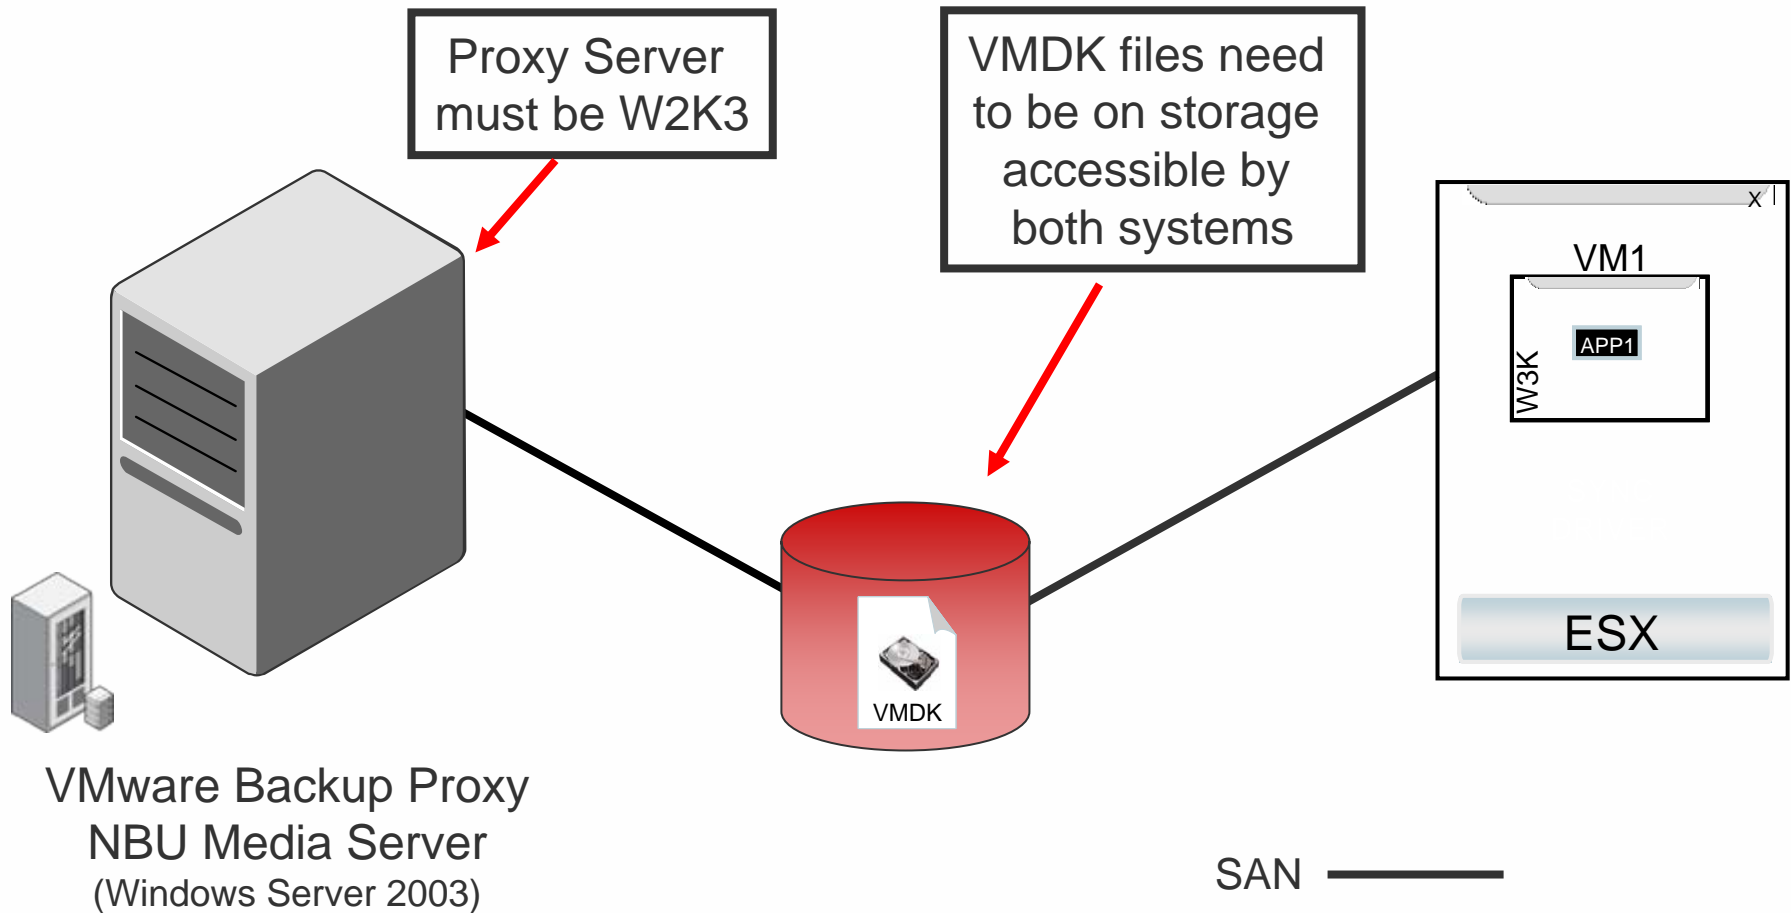 Proxy Server
must be W2K3
VMDK files need
to be on storage
accessible by
both systems
X
VM1
APP1
W3K
ESX
VMDK
VMware Backup Proxy
NBU Media Server
(Windows Server 2003)
SAN